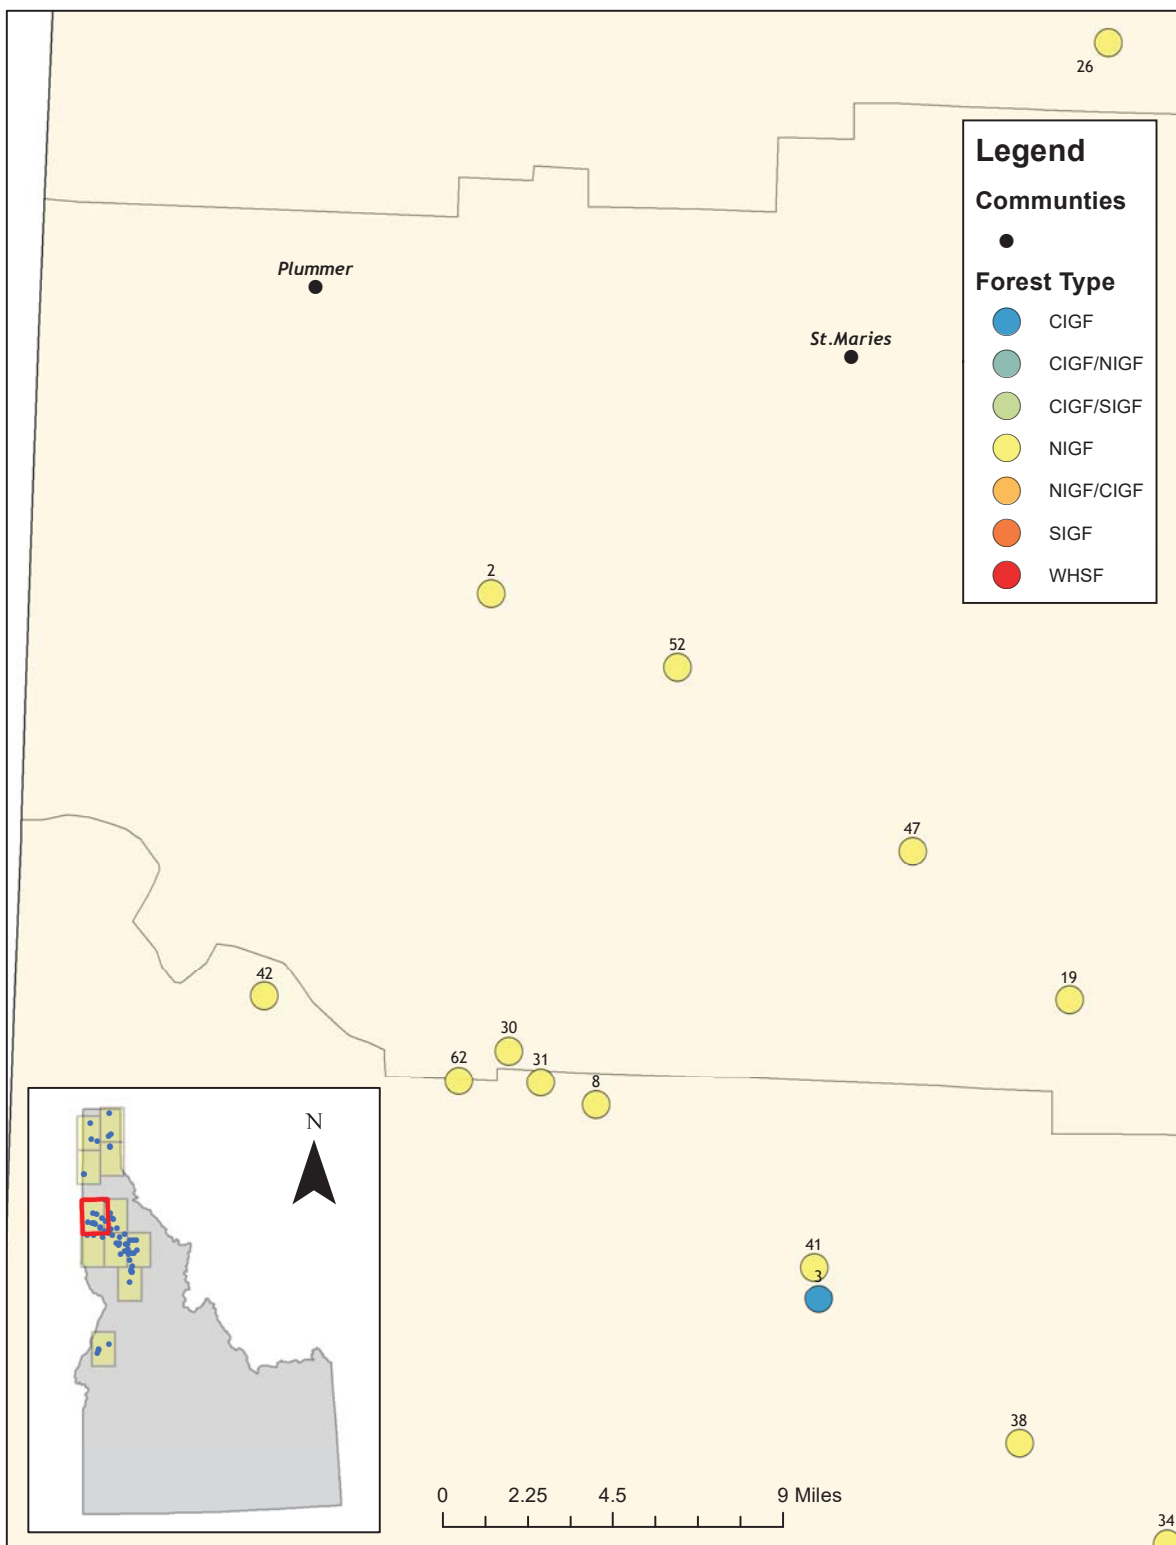 26
Legend
Communties
Forest Type
CIGF
CIGF/NIGF
CIGF/SIGF
NIGF
NIGF/CIGF
SIGF
WHSF
Plummer
St.Maries
2
52
47
42
19
30
62
31
8
N
41
3
38
0 2.25 4.5 9 Miles
34